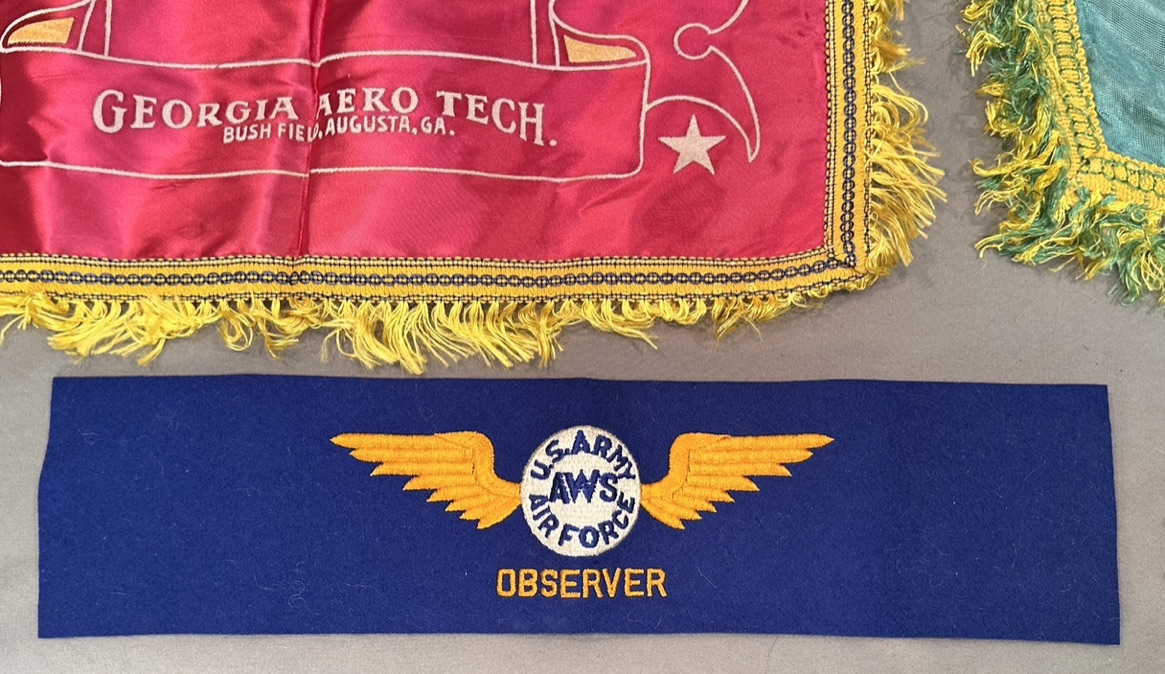 GEORGIA AERO TECH.
BUSH FIELD, AUGUSTA, GA.
U.S. ARMY
AWS
AIR FORCE
OBSERVER